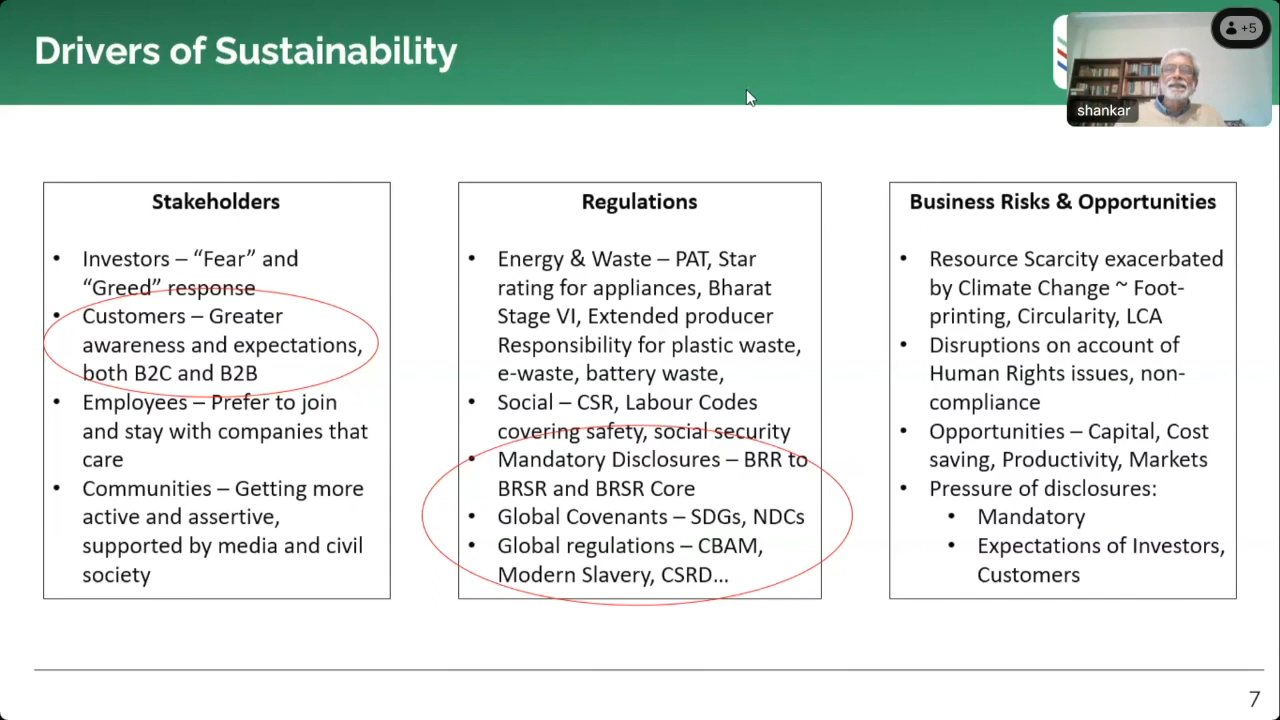 Drivers of Sustainability
+5
shankar
Stakeholders
• Investors – “Fear” and
“Greed” response
• Customers – Greater
awareness and expectations,
both B2C and B2B
• Employees – Prefer to join
and stay with companies that
care
• Communities – Getting more
active and assertive,
supported by media and civil
society
Regulations
• Energy & Waste – PAT, Star
rating for appliances, Bharat
Stage VI, Extended producer
Responsibility for plastic waste,
e-waste, battery waste,
• Social – CSR, Labour Codes
covering safety, social security
• Mandatory Disclosures – BRR to
BRSR and BRSR Core
• Global Covenants – SDGs, NDCs
• Global regulations – CBAM,
Modern Slavery, CSRD...
Business Risks & Opportunities
• Resource Scarcity exacerbated
by Climate Change ~ Foot-
printing, Circularity, LCA
• Disruptions on account of
Human Rights issues, non-
compliance
• Opportunities – Capital, Cost
saving, Productivity, Markets
• Pressure of disclosures:
• Mandatory
• Expectations of Investors,
Customers
7